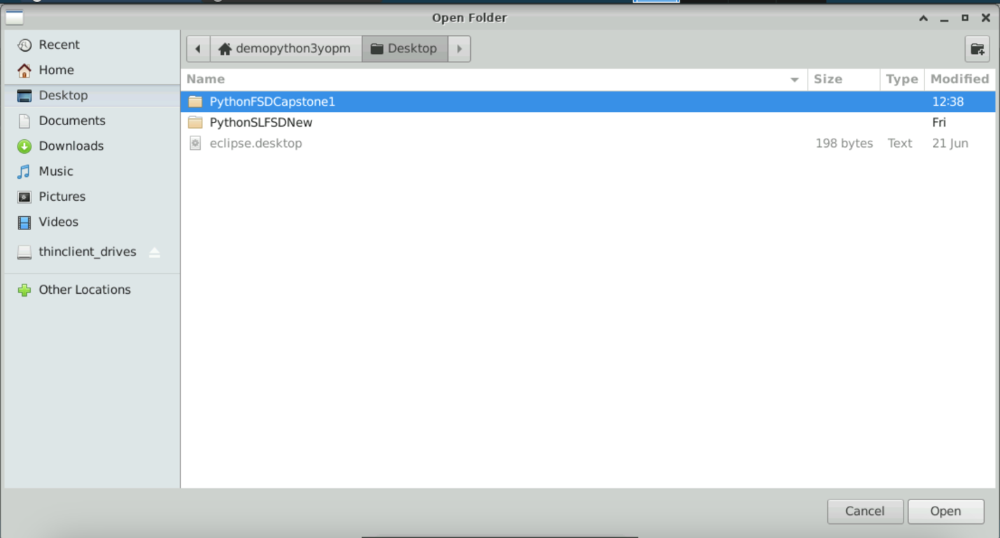 Open Folder
Recent
Home
Desktop
Documents
Downloads
Music
Pictures
Videos
thinclient_drives
Other Locations
demopython3yopm Desktop
Name Size Type Modified
PythonFSDCapstone1 12:38
PythonSLFSDNew Fri
eclipse.desktop 198 bytes Text 21 Jun
Cancel Open